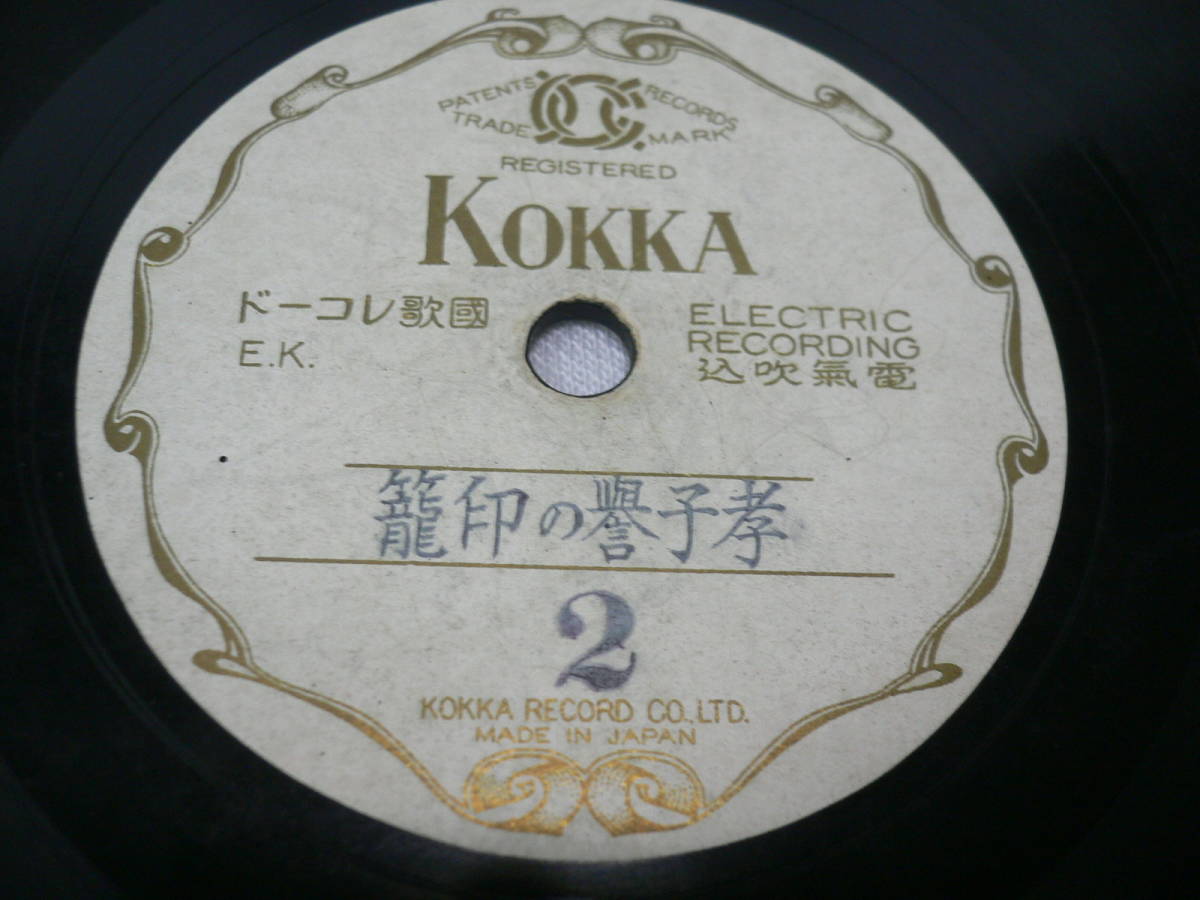 PATENTS RECORDS
TRADE MARK
REGISTERED
KOKKA
國歌レコード
E.K.
ELECTRIC
RECORDING
電氣吹込
孝子譽の印籠
2
KOKKA RECORD CO., LTD.
MADE IN JAPAN